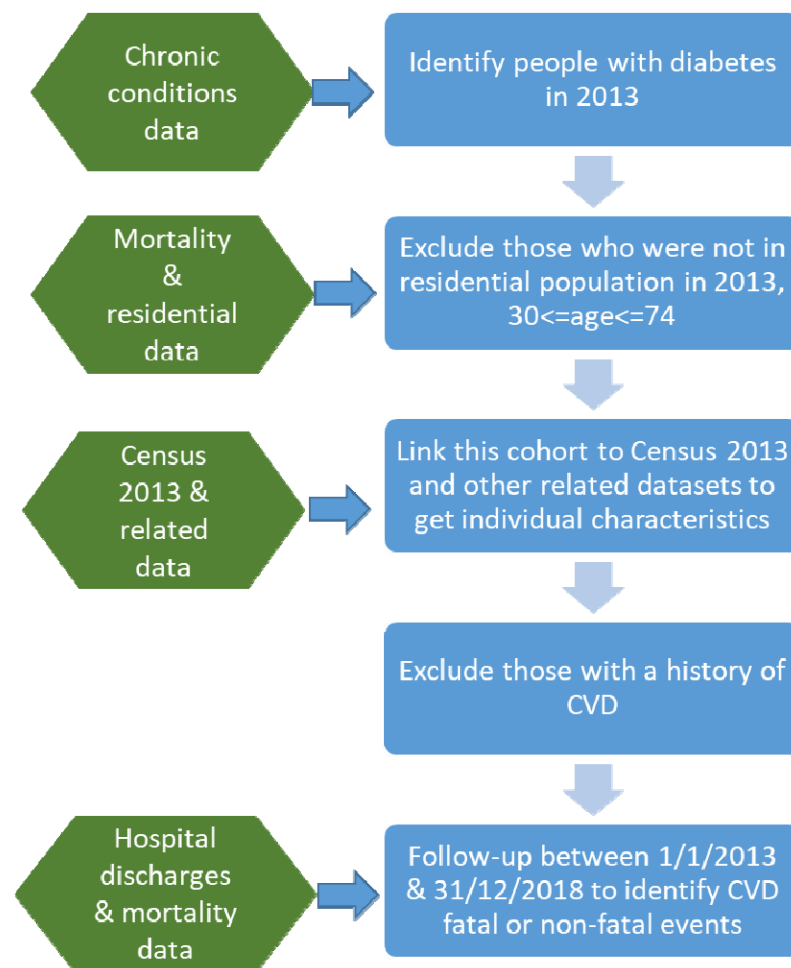 Chronic
conditions
data
Identify people with diabetes
in 2013
Mortality
&
residential
data
Exclude those who were not in
residential population in 2013,
30<=age<=74
Census
2013 &
related
data
Link this cohort to Census 2013
and other related datasets to
get individual characteristics
Exclude those with a history of
CVD
Hospital
discharges
& mortality
data
Follow-up between 1/1/2013
& 31/12/2018 to identify CVD
fatal or non-fatal events